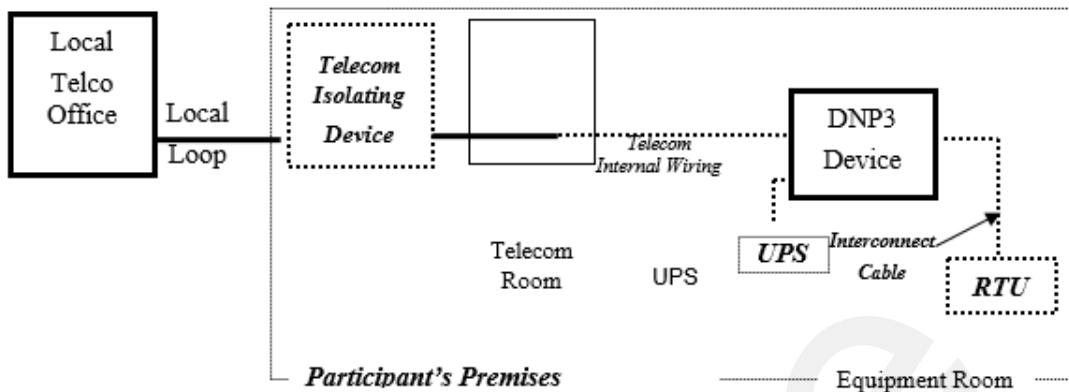 Local
Telco
Office
Local
Loop
Telecom
Isolating
Device
Telecom
Internal Wiring
DNP3
Device
UPS
Interconnect
Cable
RTU
Telecom
Room
UPS
Participant's Premises
Equipment Room